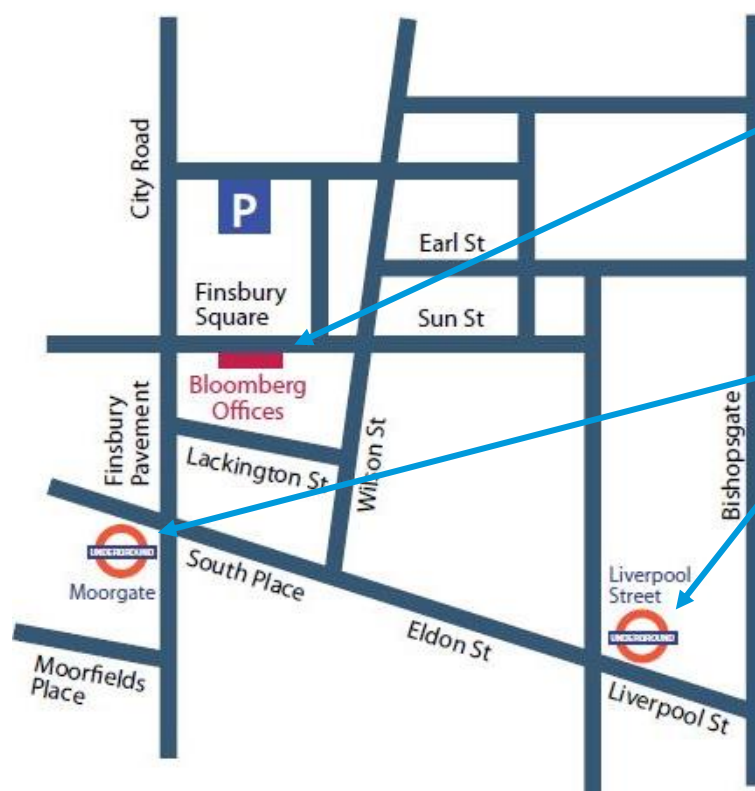 City Road
P
Earl St
Finsbury
Square
Sun St
Bloomberg
Offices
Finsbury
Pavement
Lackington St
Wilson St
Bishopsgate
UNDERGROUND
Moorgate
South Place
Liverpool
Street
UNDERGROUND
Eldon St
Moorfields
Place
Liverpool St